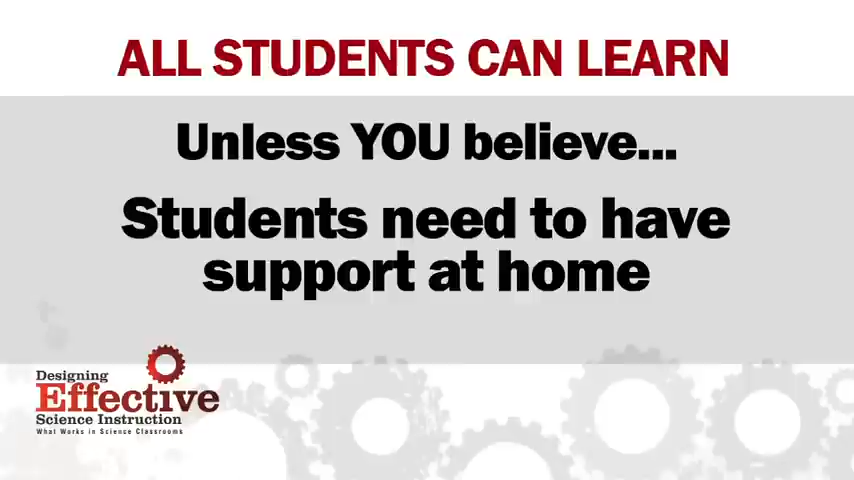 ALL STUDENTS CAN LEARN
Unless YOU believe...
Students need to have
support at home
Designing
Effective
Science Instruction
What Works in Science Classrooms